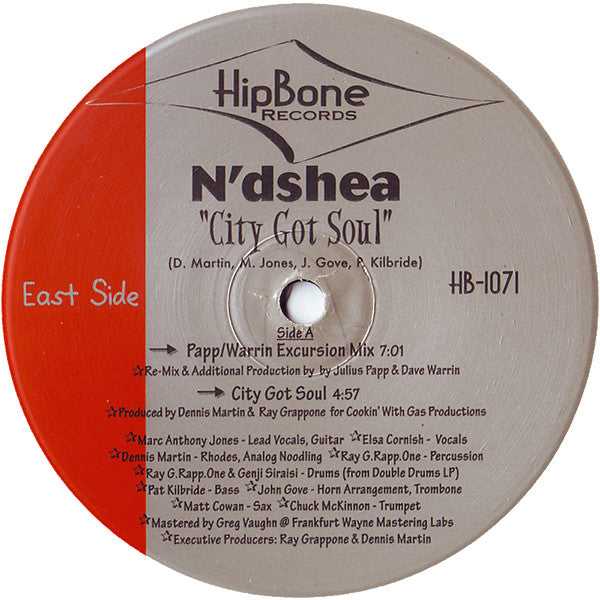 HipBone
RECORDS
N'dshea
"City Got Soul"
(D. Martin, M. Jones, J. Gove, P. Kilbride)
East Side
HB-1071
Side A
Papp/Warrin Excursion Mix 7:01
Re-Mix & Additional Production by by Julius Papp & Dave Warrin
City Got Soul 4:57
Produced by Dennis Martin & Ray Grappone for Cookin' With Gas Productions
Marc Anthony Jones - Lead Vocals, Guitar Elsa Cornish - Vocals
Dennis Martin - Rhodes, Analog Noodling Ray G.Rapp.One - Percussion
Ray G.Rapp.One & Genji Siraisi - Drums (from Double Drums LP)
Pat Kilbride - Bass John Gove - Horn Arrangement, Trombone
Matt Cowan - Sax Chuck McKinnon - Trumpet
Mastered by Greg Vaughn @ Frankfurt Wayne Mastering Labs
Executive Producers: Ray Grappone & Dennis Martin